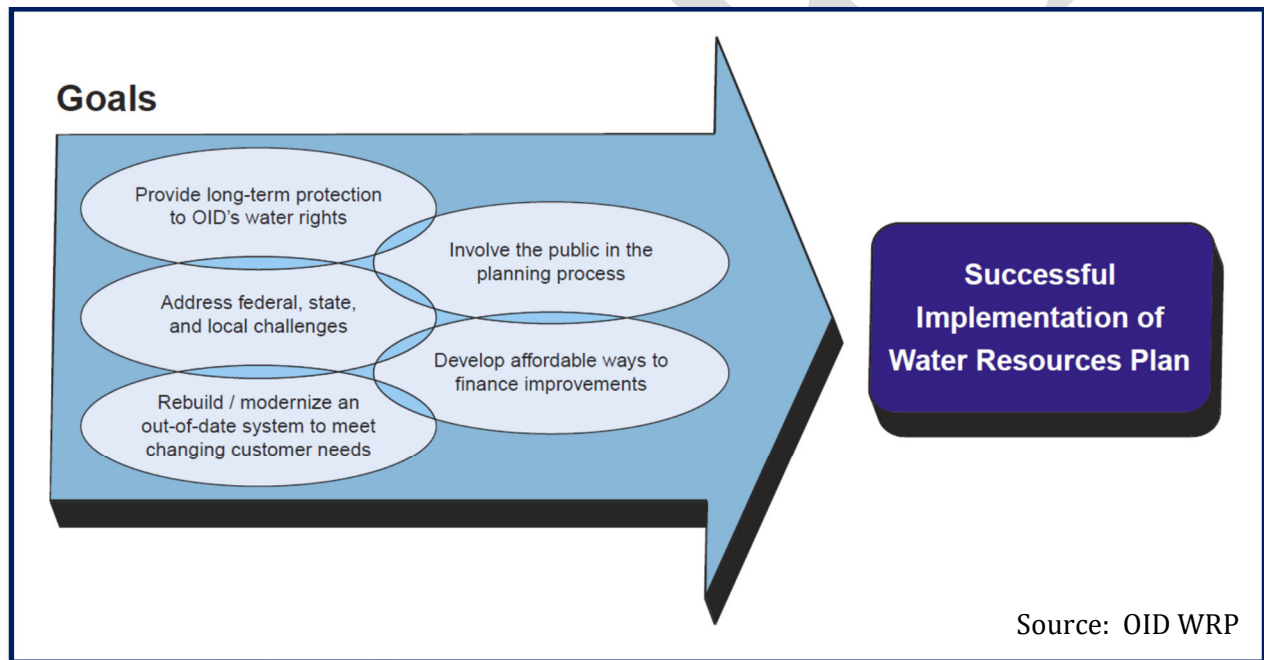 Goals
Provide long-term protection
to OID's water rights
Address federal, state,
and local challenges
Rebuild / modernize an
out-of-date system to meet
changing customer needs
Involve the public in the
planning process
Develop affordable ways to
finance improvements
Successful
Implementation of
Water Resources Plan
Source: OID WRP